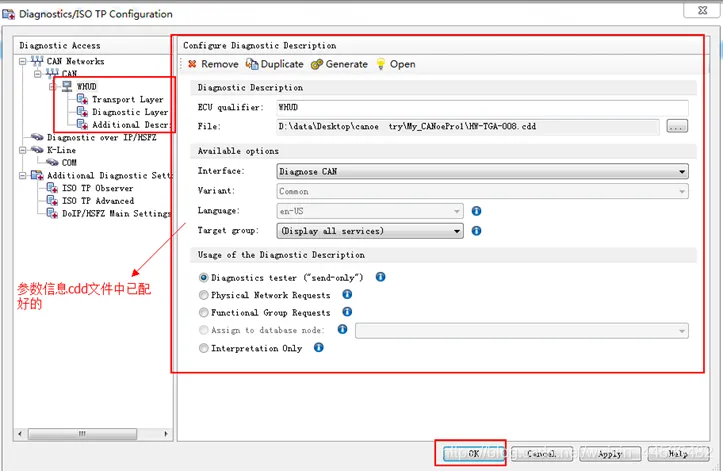 Diagnostics/ISO TP Configuration
Diagnostic Access
CAN Networks
CAN
WHUD
Transport Layer
Diagnostic Layer
Additional Descri
Diagnostic over IP/HSFZ
K-Line
COM
Additional Diagnostic Sett
ISO TP Observer
ISO TP Advanced
DoIP/HSFZ Main Settings
参数信息cdd文件中已配
好的
Configure Diagnostic Description
Remove Duplicate Generate Open
Diagnostic Description
ECU qualifier: WHUD
File: D:\data\Desktop\canoe try\My_CANoePro1\HW-TGA-008.cdd ...
Available options
Interface: Diagnose CAN
Variant: Common
Language: en-US
Target group: (Display all services)
Usage of the Diagnostic Description
Diagnostics tester ("send-only")
Physical Network Requests
Functional Group Requests
Assign to database node:
Interpretation Only
OK Cancel Apply Help